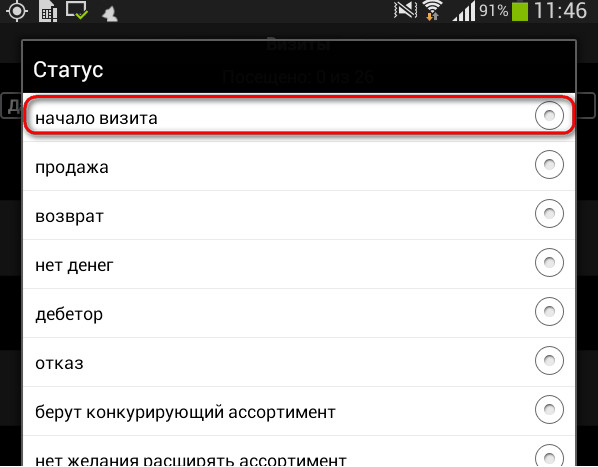 91% 11:46
Визиты
Статус
Посещено: 0 из 26
начало визита
продажа
возврат
нет денег
дебетор
отказ
берут конкурирующий ассортимент
нет желания расширять ассортимент